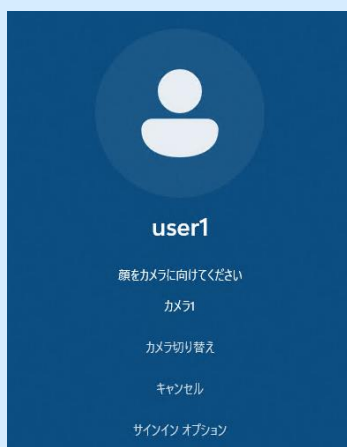 user1
顔をカメラに向けてください
カメラ1
カメラ切り替え
キャンセル
サインイン オプション